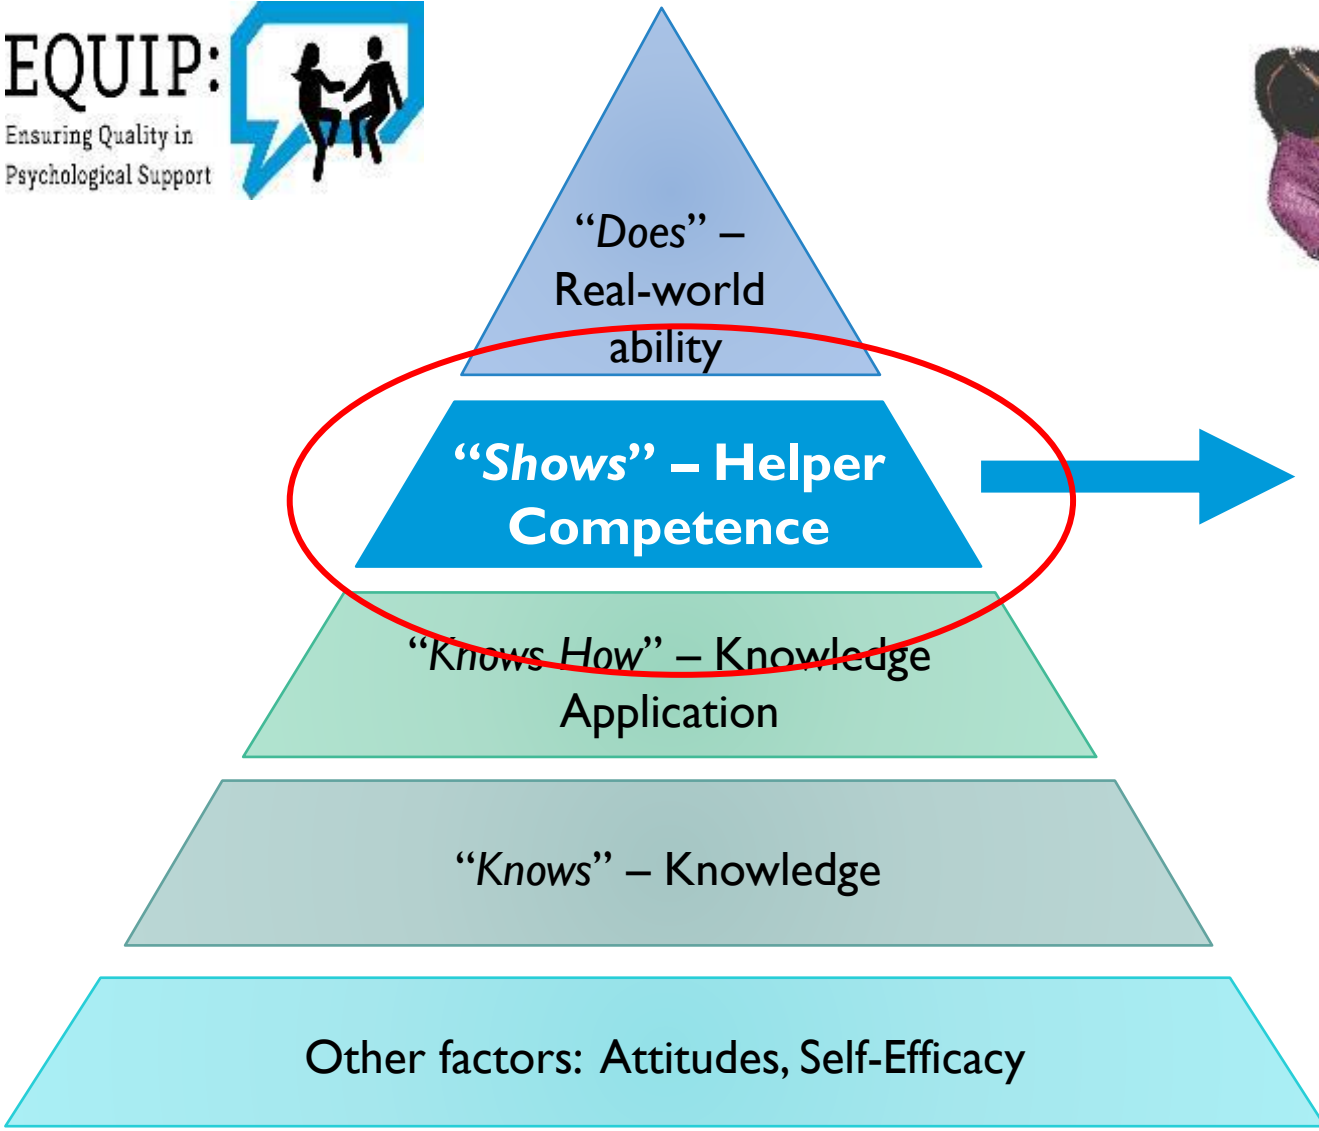 EQUIP:
Ensuring Quality in
Psychological Support
“Does” –
Real-world
ability
“Shows” – Helper
Competence
“Knows How” – Knowledge
Application
“Knows” – Knowledge
Other factors: Attitudes, Self-Efficacy